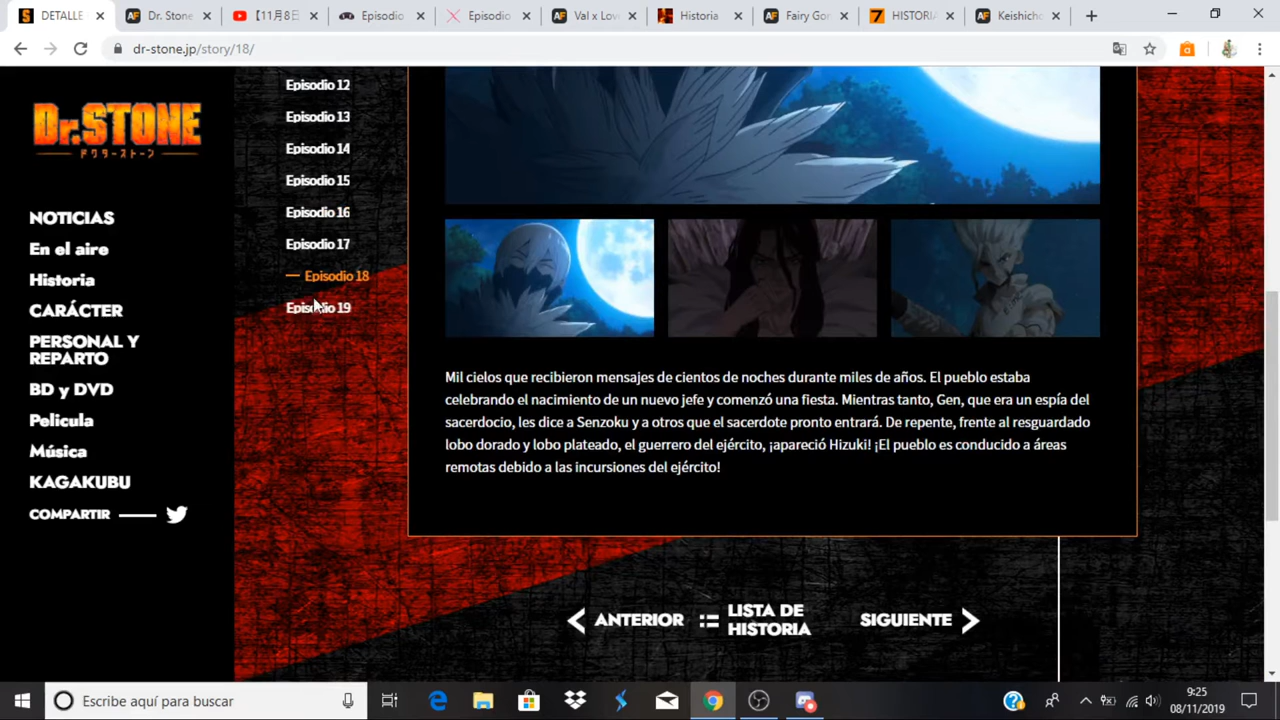 DETALLE
Dr. Stone
【11月8日
Episodio
Episodio
Val x Love
Historia
Fairy Gon
HISTORIA
Keishicho
dr-stone.jp/story/18/
Dr.STONE
ドクターストーン
NOTICIAS
En el aire
Historia
CARÁCTER
PERSONAL Y
REPARTO
BD y DVD
Pelicula
Música
KAGAKUBU
COMPARTIR
Episodio 12
Episodio 13
Episodio 14
Episodio 15
Episodio 16
Episodio 17
Episodio 18
Episodio 19
Mil cielos que recibieron mensajes de cientos de noches durante miles de años. El pueblo estaba
celebrando el nacimiento de un nuevo jefe y comenzó una fiesta. Mientras tanto, Gen, que era un espía del
sacerdocio, les dice a Senzoku y a otros que el sacerdote pronto entrará. De repente, frente al resguardado
lobo dorado y lobo plateado, el guerrero del ejército, ¡apareció Hizuki! ¡El pueblo es conducido a áreas
remotas debido a las incursiones del ejército!
ANTERIOR
LISTA DE
HISTORIA
SIGUIENTE
Escribe aquí para buscar
9:25
08/11/2019